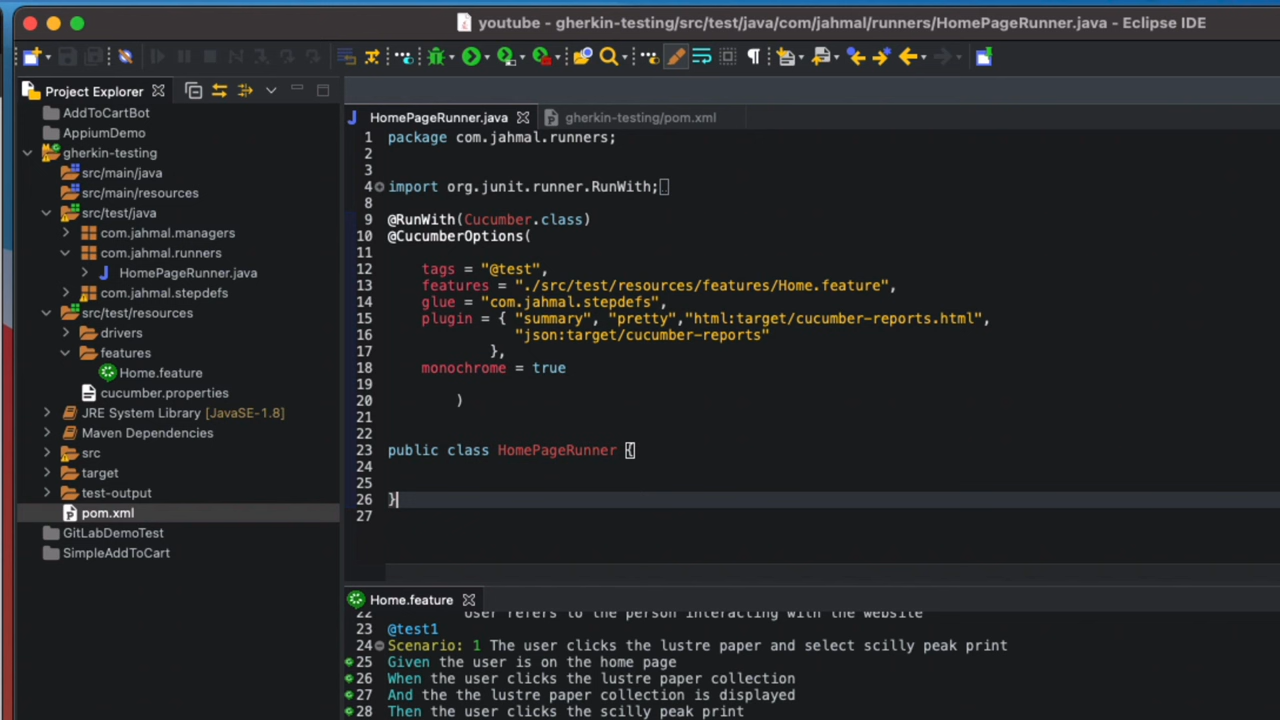 youtube - gherkin-testing/src/test/java/com/jahmal/runners/HomePageRunner.java - Eclipse IDE
Project Explorer
AddToCartBot
AppiumDemo
gherkin-testing
src/main/java
src/main/resources
src/test/java
com.jahmal.managers
com.jahmal.runners
HomePageRunner.java
com.jahmal.stepdefs
src/test/resources
drivers
features
Home.feature
cucumber.properties
JRE System Library [JavaSE-1.8]
Maven Dependencies
src
target
test-output
pom.xml
GitLabDemoTest
SimpleAddToCart
HomePageRunner.java
gherkin-testing/pom.xml
1 package com.jahmal.runners;
2
3
4 import org.junit.runner.RunWith;
8
9 @RunWith(Cucumber.class)
10 @CucumberOptions(
11
12 tags = "@test",
13 features = "./src/test/resources/features/Home.feature",
14 glue = "com.jahmal.stepdefs",
15 plugin = { "summary", "pretty","html:target/cucumber-reports.html",
16 "json:target/cucumber-reports"
17 },
18 monochrome = true
19
20 )
21
22
23 public class HomePageRunner {
24
25
26 }
27
Home.feature
22 User refers to the person interacting with the website
23 @test1
24 Scenario: 1 The user clicks the lustre paper and select scilly peak print
25 Given the user is on the home page
26 When the user clicks the lustre paper collection
27 And the the lustre paper collection is displayed
28 Then the user clicks the scilly peak print